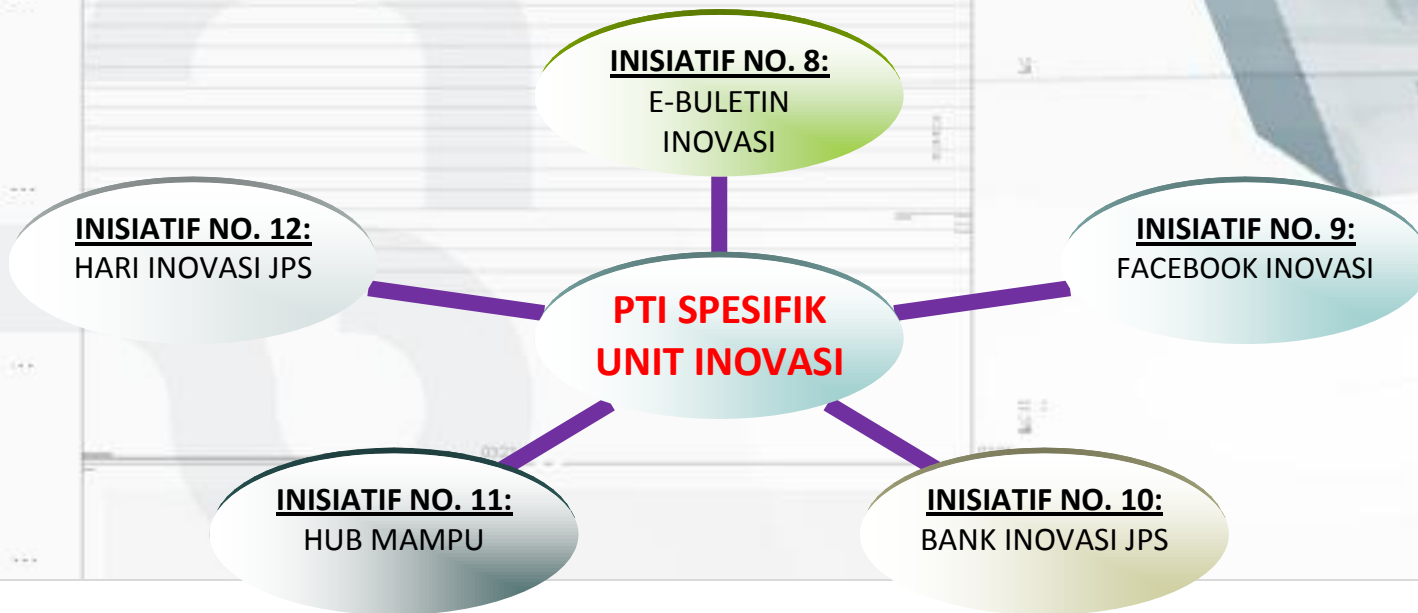 INISIATIF NO. 8:
E-BULETIN
INOVASI
INISIATIF NO. 12:
HARI INOVASI JPS
INISIATIF NO. 9:
FACEBOOK INOVASI
PTI SPESIFIK
UNIT INOVASI
INISIATIF NO. 11:
HUB MAMPU
INISIATIF NO. 10:
BANK INOVASI JPS